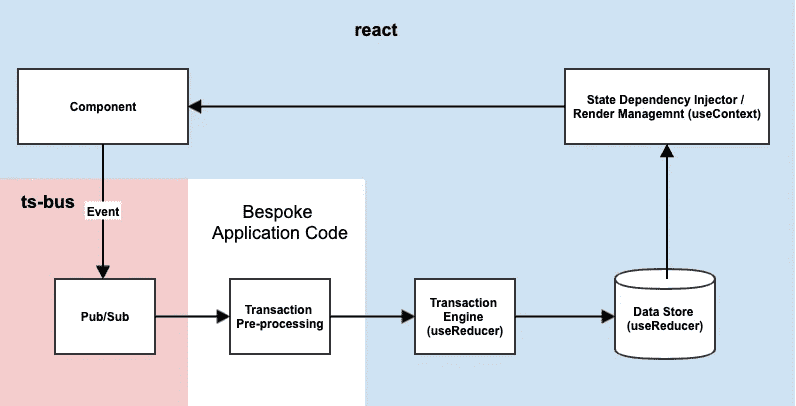 react
Component
State Dependency Injector /
Render Managemnt (useContext)
ts-bus
Event
Bespoke
Application Code
Pub/Sub
Transaction
Pre-processing
Transaction
Engine
(useReducer)
Data Store
(useReducer)